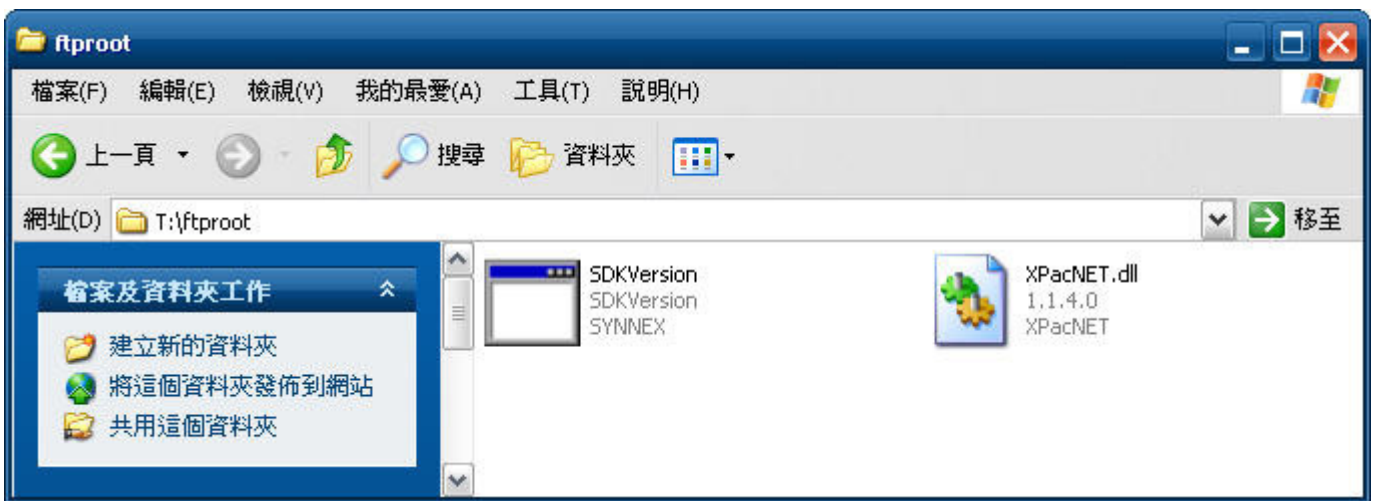 ftproot
檔案(F) 編輯(E) 檢視(V) 我的最愛(A) 工具(T) 說明(H)
上一頁 搜尋 資料夾
網址(D) T:\ftproot 移至
檔案及資料夾工作
建立新的資料夾
將這個資料夾發佈到網站
共用這個資料夾
SDKVersion
SDKVersion
SYNNEX
XPacNET.dll
1.1.4.0
XPacNET